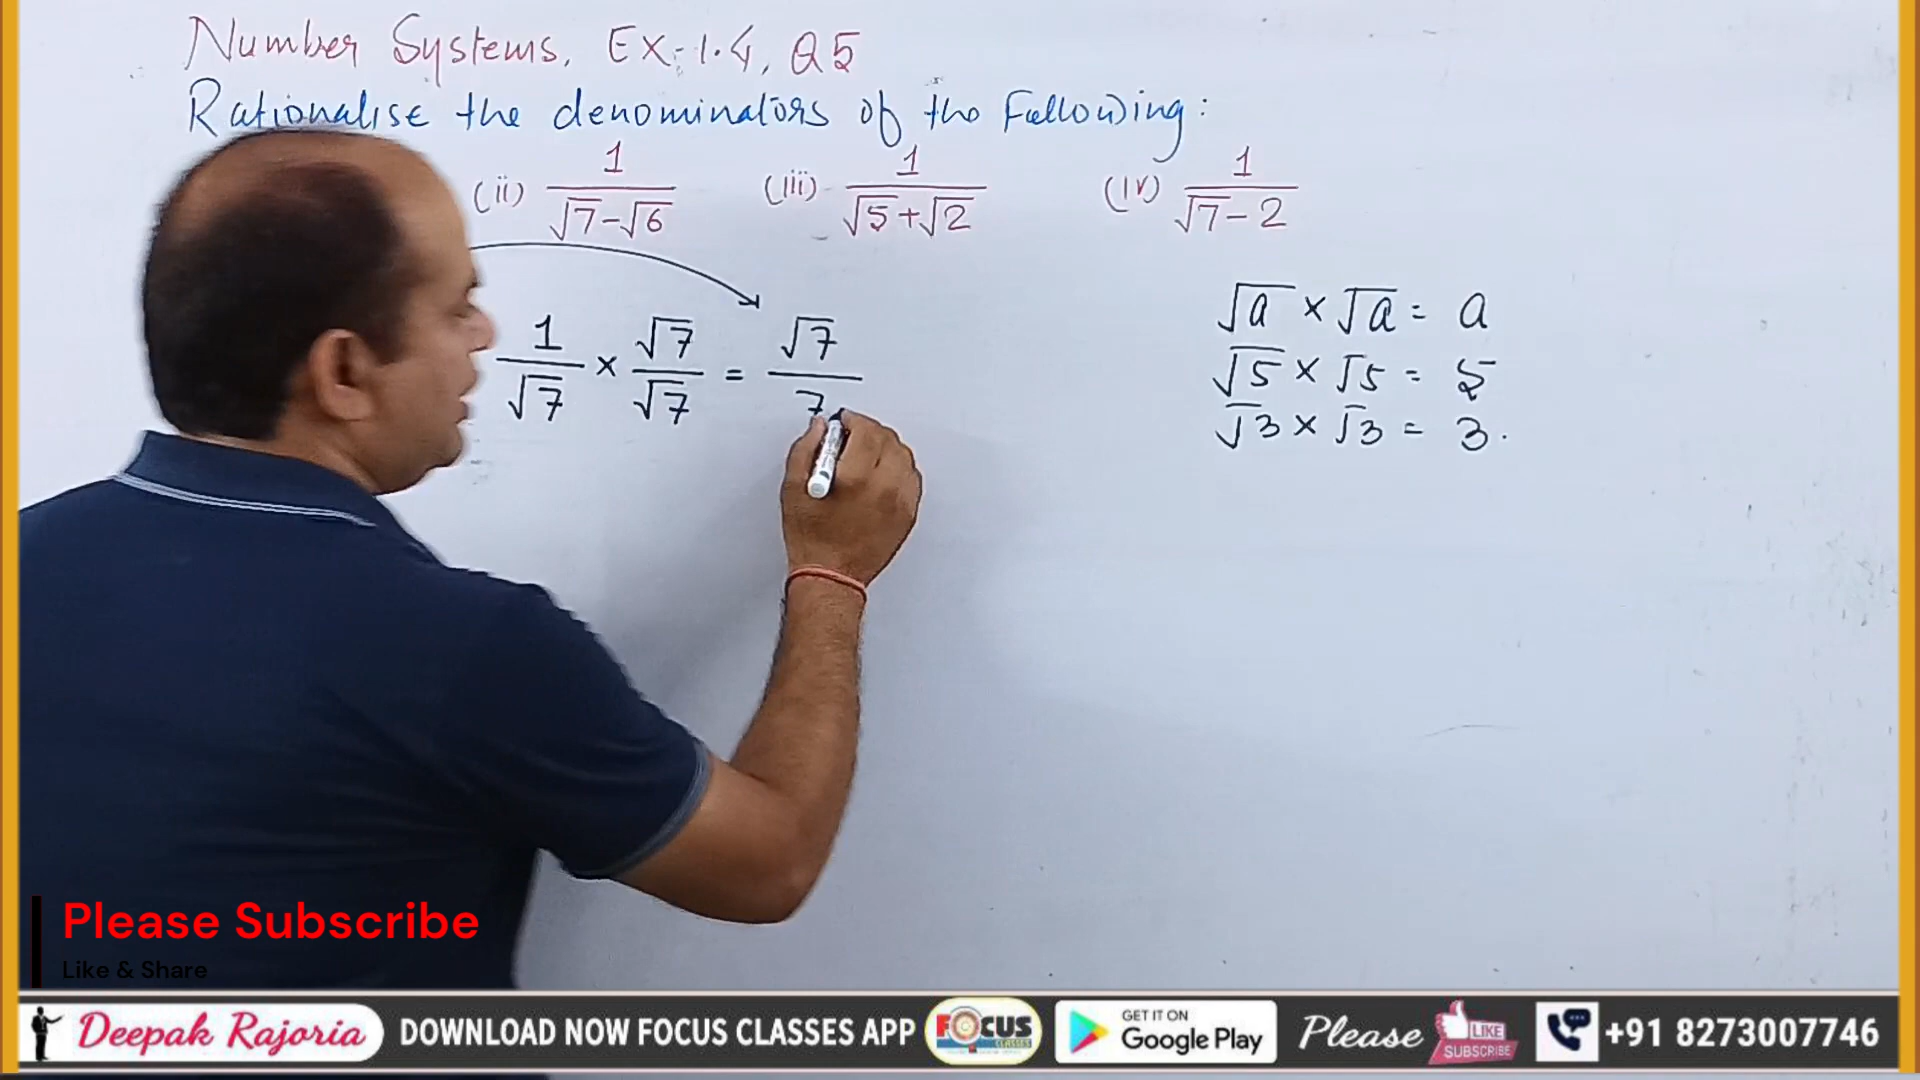 Number Systems, Ex-1.4, Q5
Rationalise the denominators of the Following:
(ii) 1/(√7-√6) (iii) 1/(√5+√2) (iv) 1/(√7-2)
1/√7 × √7/√7 = √7/7
√a × √a = a
√5 × √5 = 5
√3 × √3 = 3.
Please Subscribe
Like & Share
Deepak Rajoria DOWNLOAD NOW FOCUS CLASSES APP FOCUS CLASSES GET IT ON Google Play Please LIKE SUBSCRIBE +91 8273007746